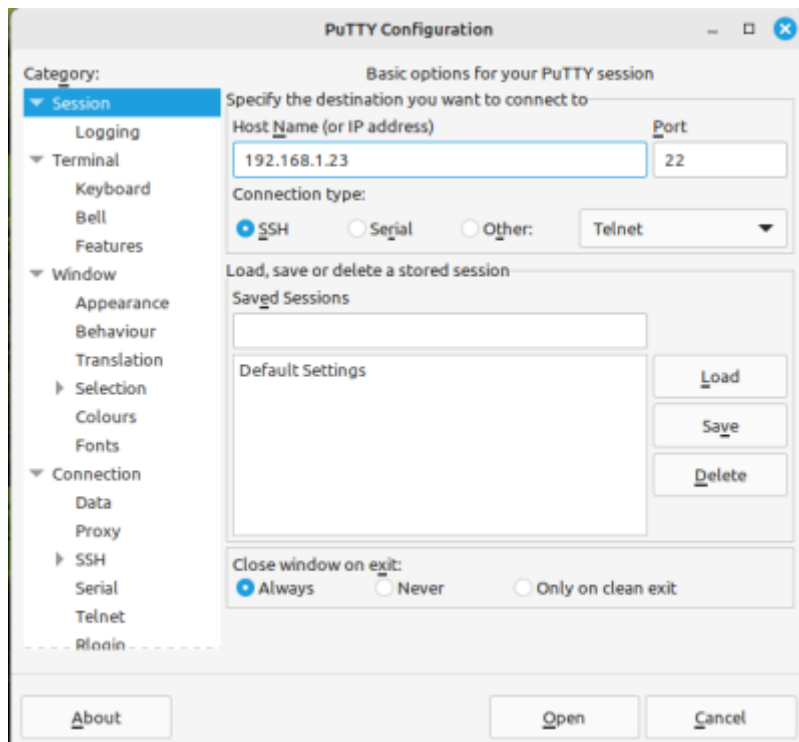 PuTTY Configuration
Category:
Session
Logging
Terminal
Keyboard
Bell
Features
Window
Appearance
Behaviour
Translation
Selection
Colours
Fonts
Connection
Data
Proxy
SSH
Serial
Telnet
Rlogin
Basic options for your PuTTY session
Specify the destination you want to connect to
Host Name (or IP address) Port
192.168.1.23 22
Connection type:
SSH Serial Other: Telnet
Load, save or delete a stored session
Saved Sessions
Default Settings
Load
Save
Delete
Close window on exit:
Always Never Only on clean exit
About Open Cancel